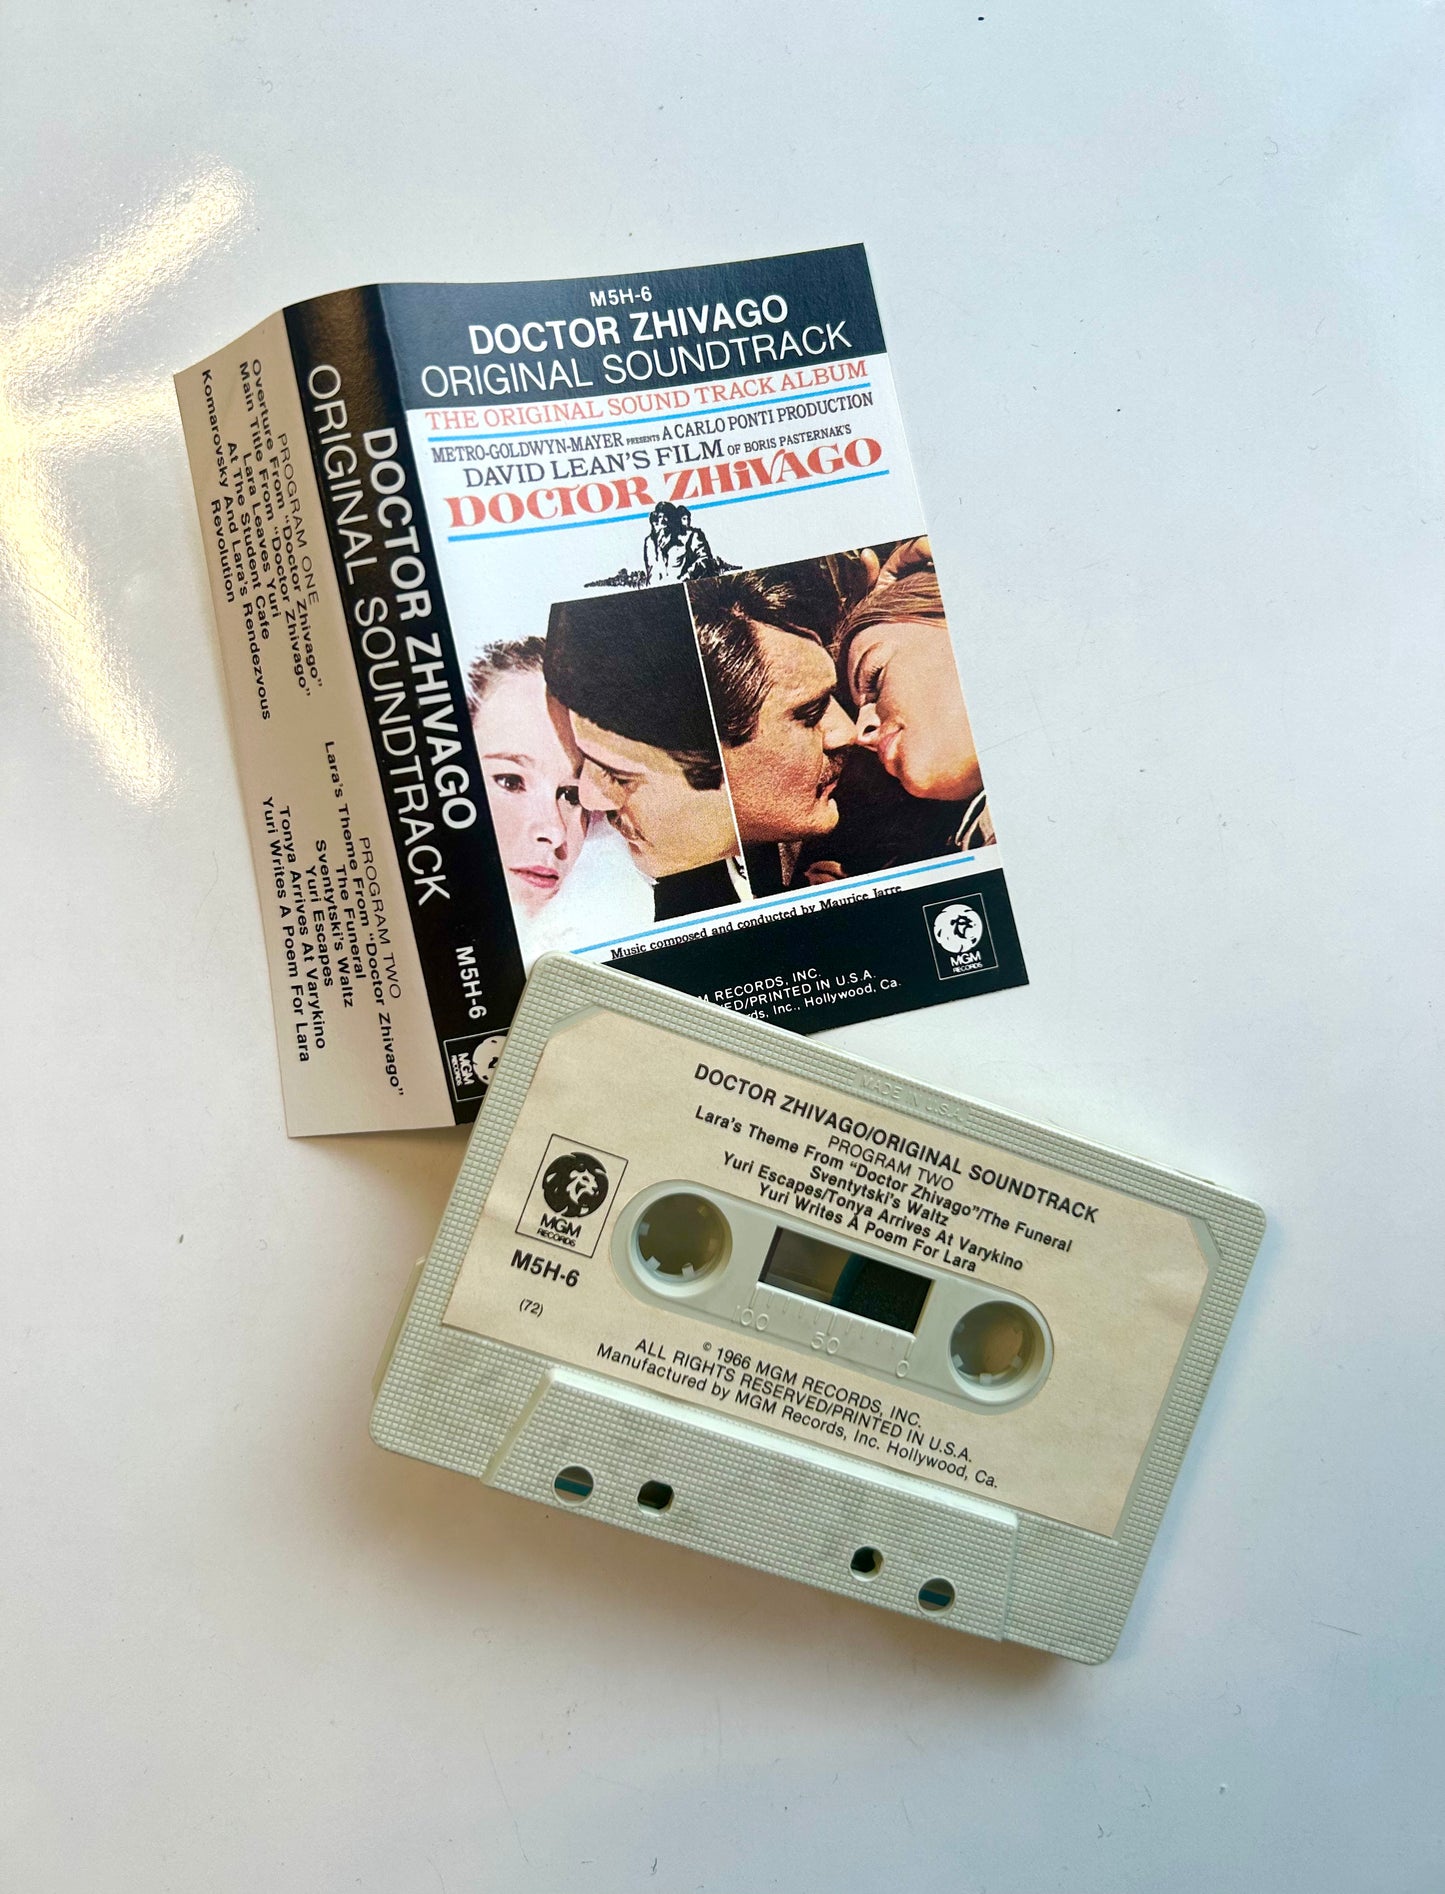 M5H-6
DOCTOR ZHIVAGO
ORIGINAL SOUNDTRACK
THE ORIGINAL SOUND TRACK ALBUM
METRO-GOLDWYN-MAYER PRESENTS A CARLO PONTI PRODUCTION
DAVID LEAN'S FILM OF BORIS PASTERNAK'S
DOCTOR ZHIVAGO
Music composed and conducted by Maurice Jarre
RECORDS, INC.
/PRINTED IN U.S.A.
Inc., Hollywood, Ca.
MGM
RECORDS
DOCTOR ZHIVAGO
ORIGINAL SOUNDTRACK
M5H-6
MGM
RECORDS
PROGRAM ONE
Overture From "Doctor Zhivago"
Main Title From "Doctor Zhivago"
Lara Leaves Yuri
At The Student Cafe
Komarovsky And Lara's Rendezvous
Revolution
PROGRAM TWO
Lara's Theme From "Doctor Zhivago"
The Funeral
Sventytski's Waltz
Yuri Escapes
Tonya Arrives At Varykino
Yuri Writes A Poem For Lara
MADE IN U.S.A.
DOCTOR ZHIVAGO/ORIGINAL SOUNDTRACK
PROGRAM TWO
Lara's Theme From "Doctor Zhivago"/The Funeral
Sventytski's Waltz
Yuri Escapes/Tonya Arrives At Varykino
Yuri Writes A Poem For Lara
MGM
RECORDS
M5H-6
(72)
100 50 0
© 1966 MGM RECORDS, INC.
ALL RIGHTS RESERVED/PRINTED IN U.S.A.
Manufactured by MGM Records, Inc. Hollywood, Ca.